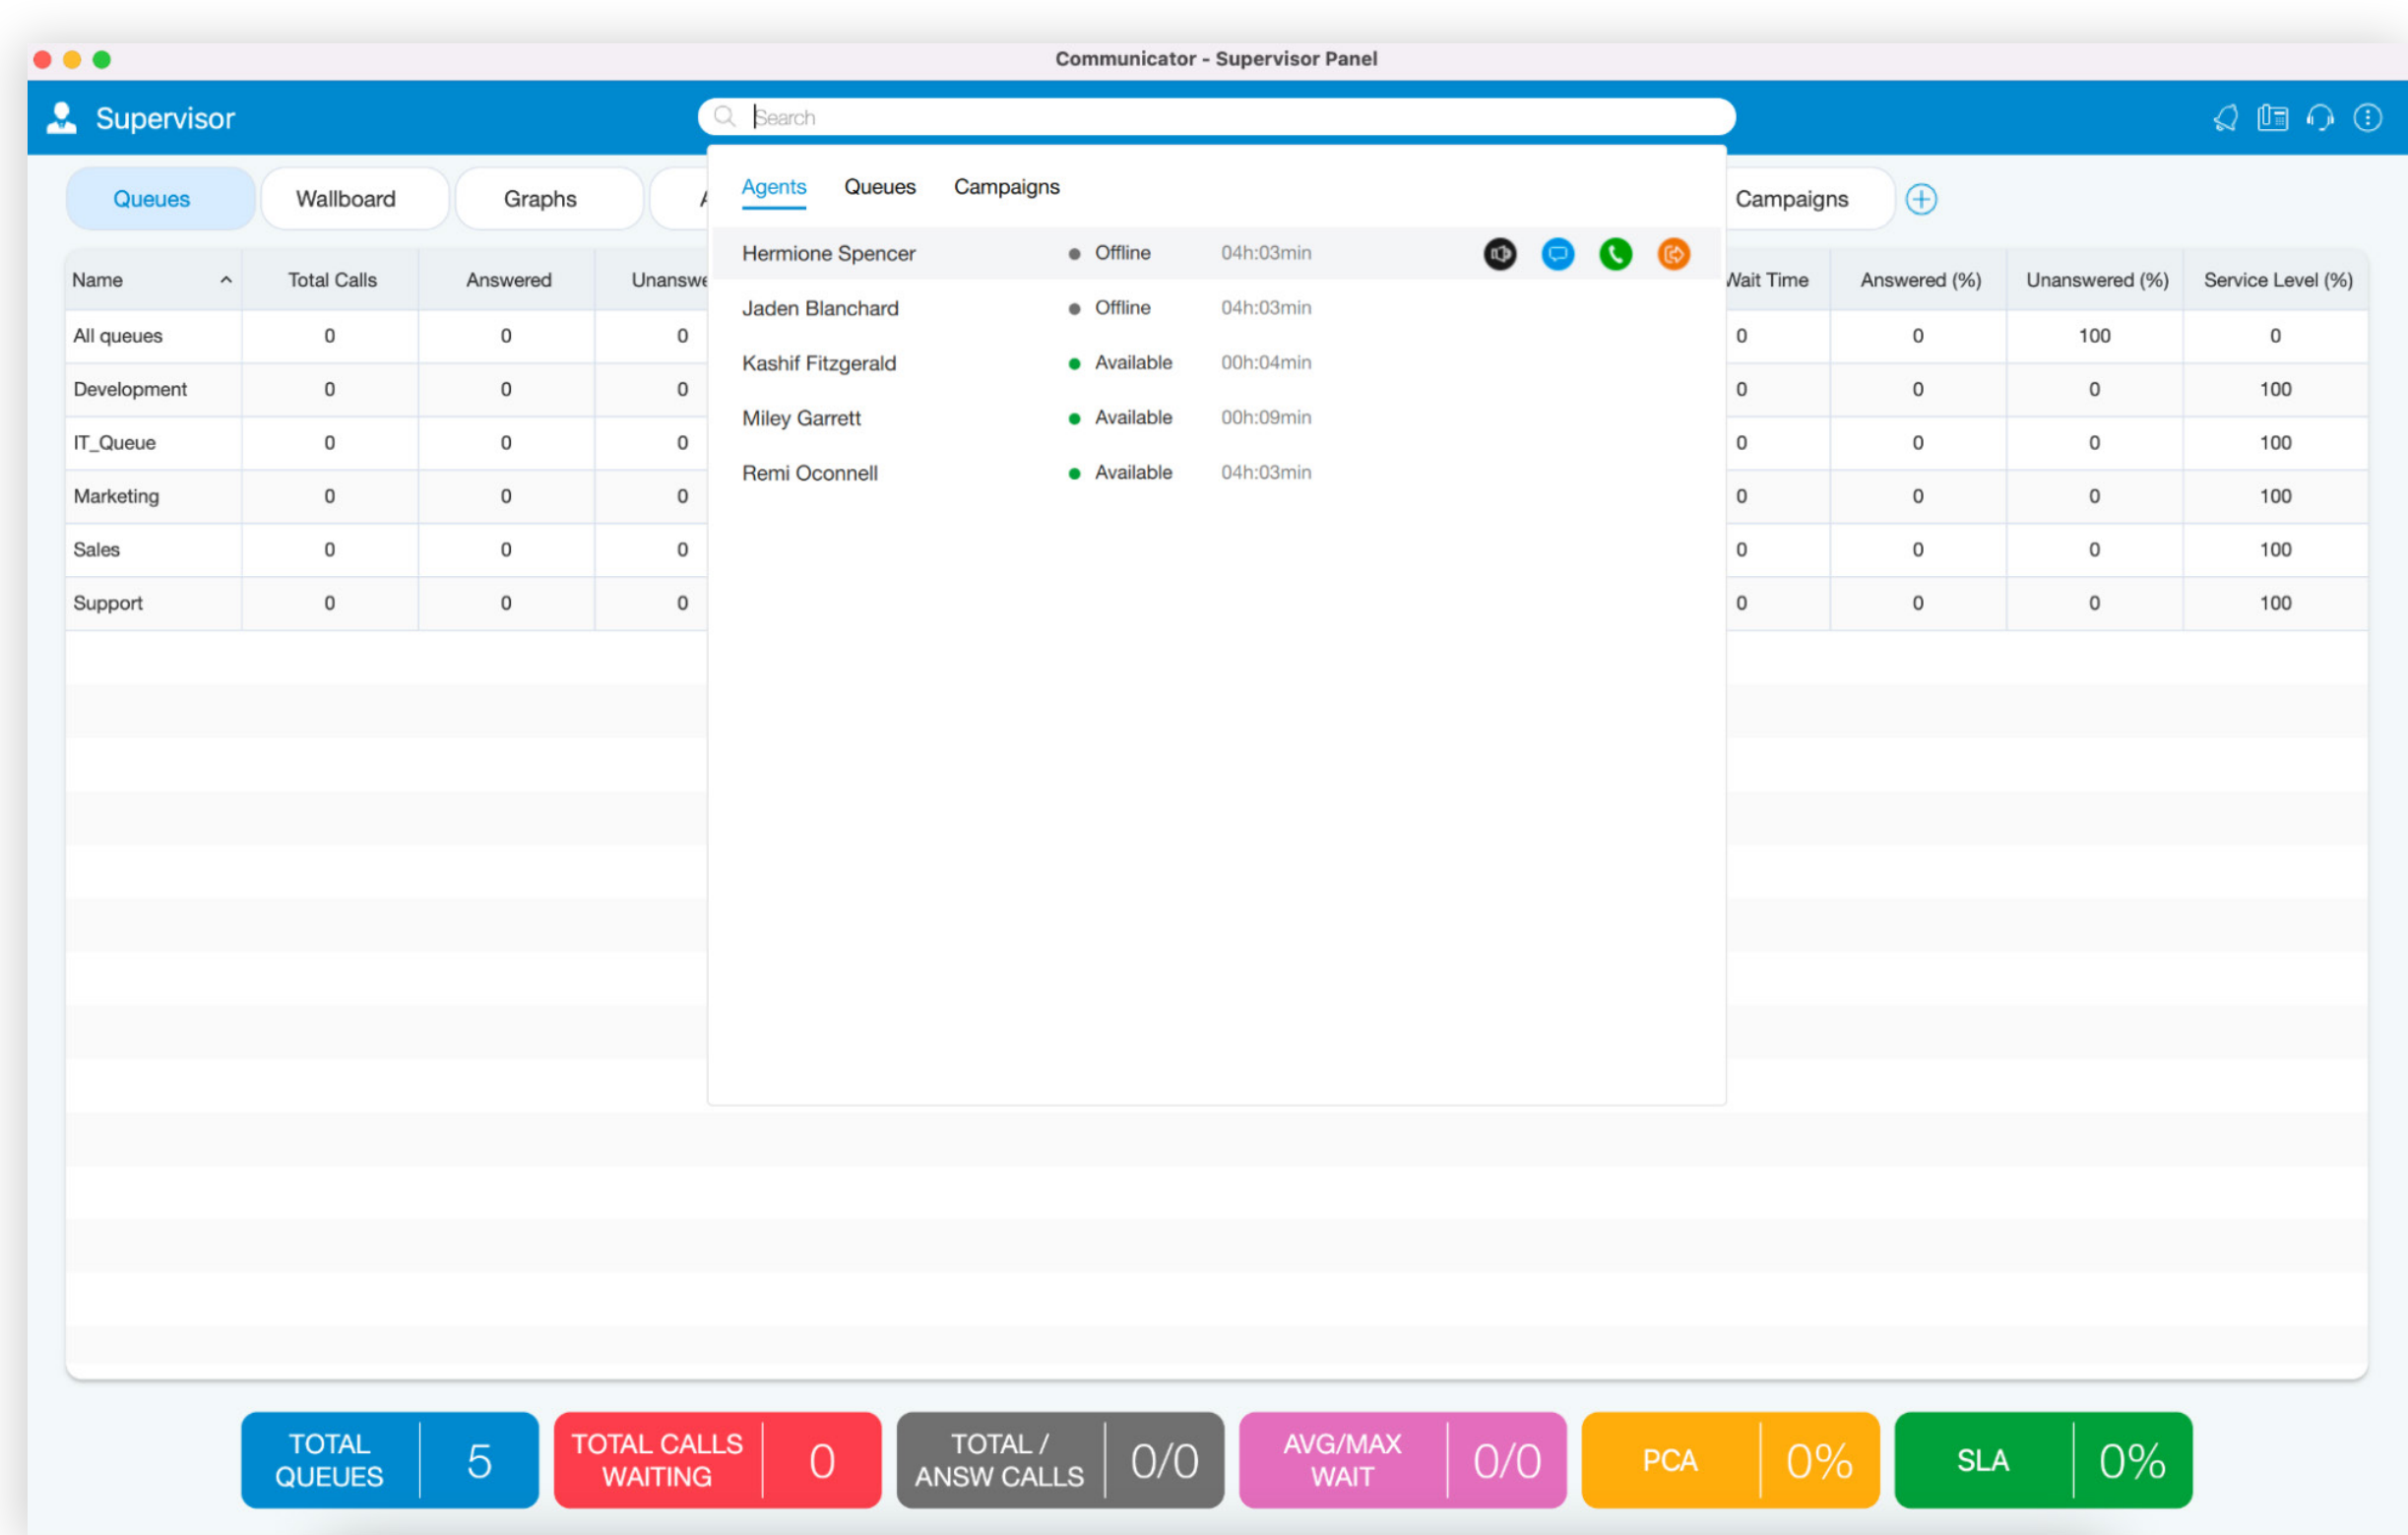 Communicator - Supervisor Panel
Supervisor
Search
Queues Wallboard Graphs Campaigns
Agents Queues Campaigns
Name Total Calls Answered Wait Time Answered (%) Unanswered (%) Service Level (%)
Hermione Spencer Offline 04h:03min
Jaden Blanchard Offline 04h:03min
Kashif Fitzgerald Available 00h:04min
Miley Garrett Available 00h:09min
Remi Oconnell Available 04h:03min
All queues 0 0 0 0 0 100 0
Development 0 0 0 0 0 0 100
IT_Queue 0 0 0 0 0 0 100
Marketing 0 0 0 0 0 0 100
Sales 0 0 0 0 0 0 100
Support 0 0 0 0 0 0 100
TOTAL QUEUES 5
TOTAL CALLS WAITING 0
TOTAL / ANSW CALLS 0/0
AVG/MAX WAIT 0/0
PCA 0%
SLA 0%